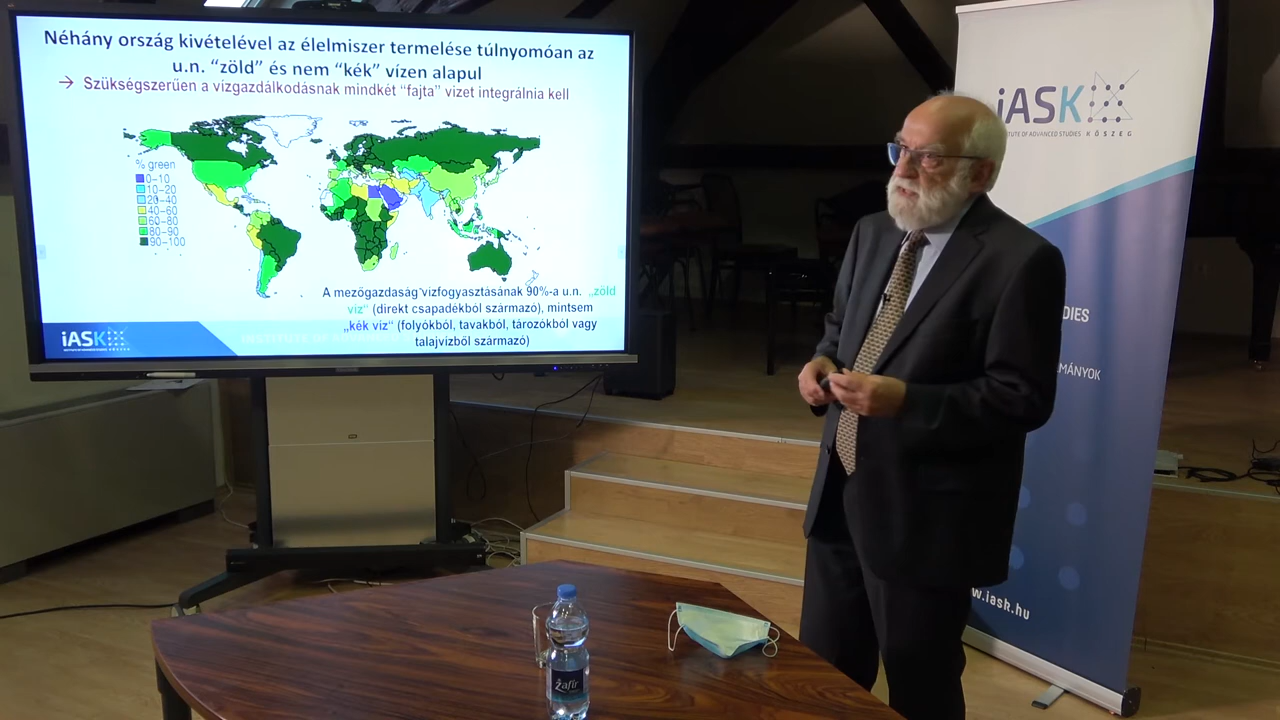 Néhány ország kivételével az élelmiszer termelése túlnyomóan az
u.n. “zöld” és nem “kék” vízen alapul
→ Szükségszerűen a vízgazdálkodásnak mindkét “fajta” vizet integrálnia kell
% green
0-10
10-20
20-40
40-60
60-80
80-90
90-100
A mezőgazdaság vízfogyasztásának 90%-a u.n. „zöld
víz“ (direkt csapadékból származó), mintsem
„kék víz“ (folyókból, tavakból, tározókból vagy
talajvízből származó)
iASK
iASK
INSTITUTE OF ADVANCED STUDIES KŐSZEG
DIES
MÁNYOK
w.iask.hu
Zafír